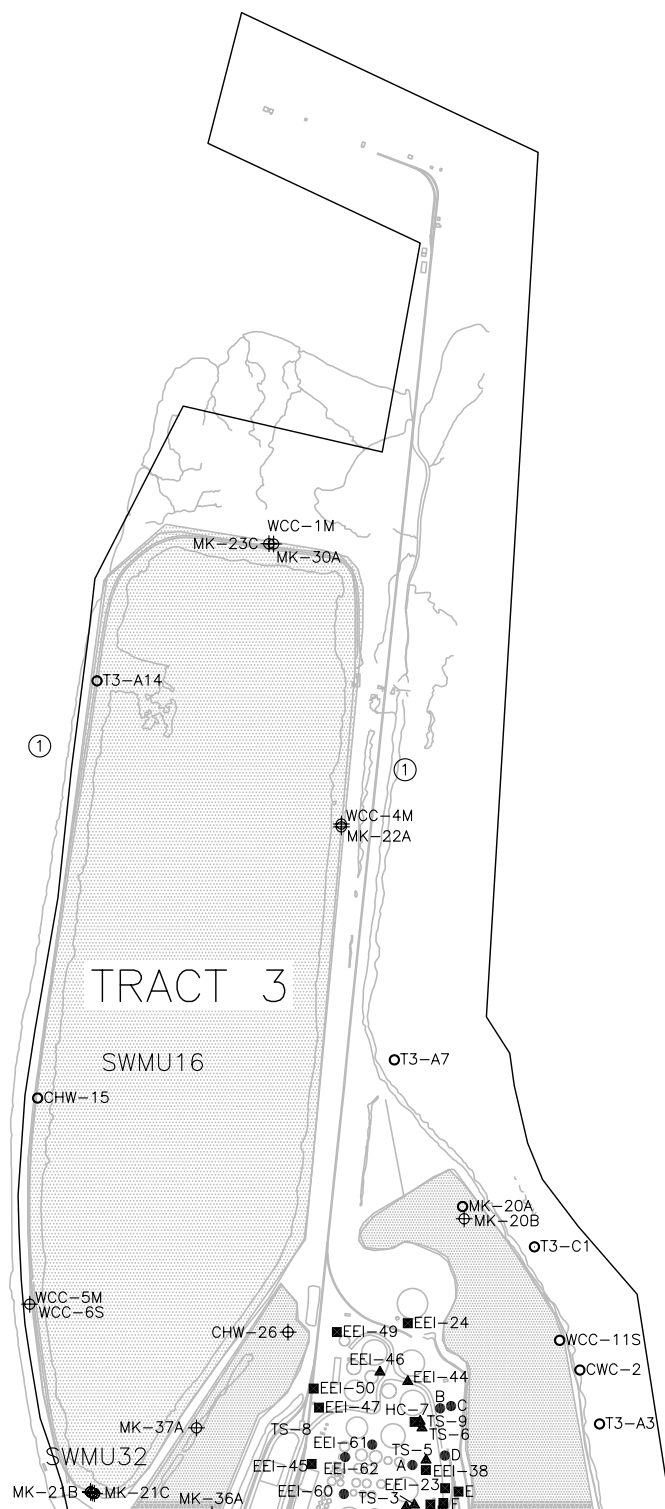 WCC-1M
MK-23C
MK-30A
T3-A14
1
1
WCC-4M
MK-22A
TRACT 3
SWMU16
T3-A7
CHW-15
MK-20A
MK-20B
T3-C1
WCC-5M
WCC-6S
CHW-26
EEI-49
EEI-24
WCC-11S
EEI-46
CWC-2
EEI-44
EEI-50
EEI-47
B
C
HC-7
TS-9
TS-8
TS-6
T3-A3
MK-37A
EEI-61
TS-5
D
SWMU32
EEI-45
EEI-62
A
EEI-38
MK-21B
MK-21C
EEI-60
EEI-23
E
TS-3
F
MK-36A